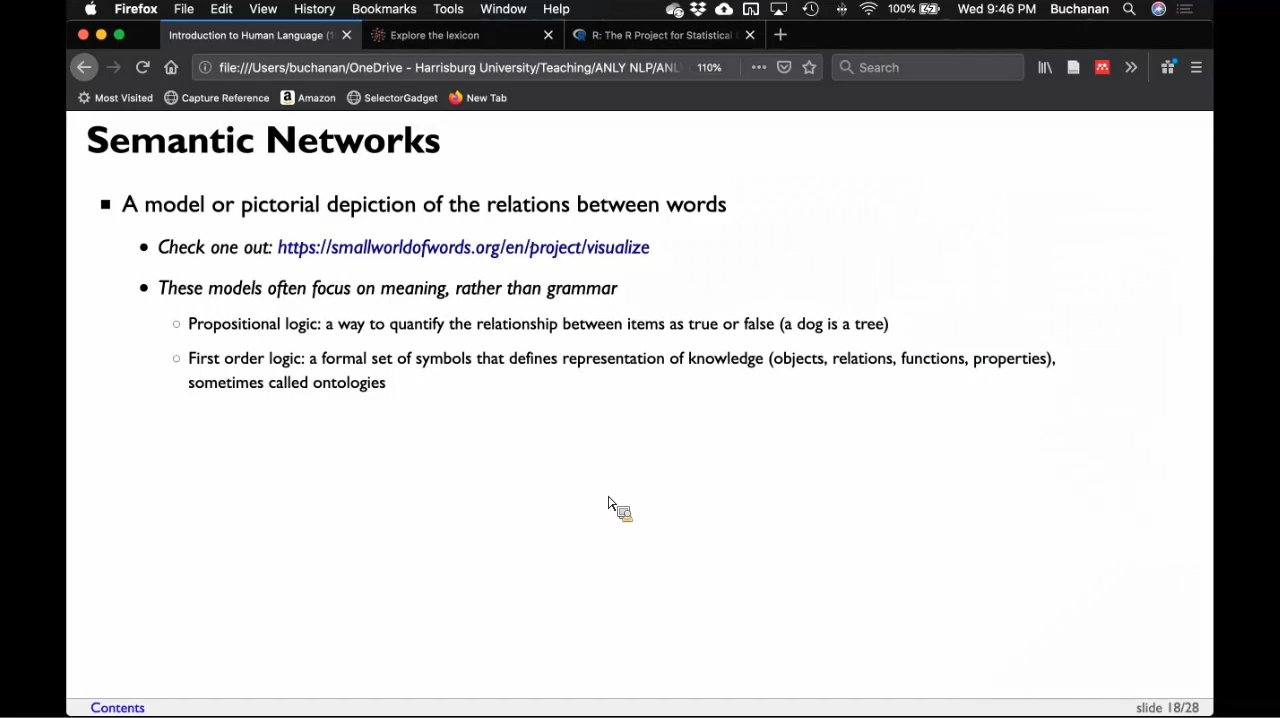 Firefox File Edit View History Bookmarks Tools Window Help 100% Wed 9:46 PM Buchanan
Introduction to Human Language (1 Explore the lexicon R: The R Project for Statistical
file:///Users/buchanan/OneDrive - Harrisburg University/Teaching/ANLY NLP/ANL 110% Search
Most Visited Capture Reference Amazon SelectorGadget New Tab
Semantic Networks
A model or pictorial depiction of the relations between words
Check one out: https://smallworldofwords.org/en/project/visualize
These models often focus on meaning, rather than grammar
Propositional logic: a way to quantify the relationship between items as true or false (a dog is a tree)
First order logic: a formal set of symbols that defines representation of knowledge (objects, relations, functions, properties),
sometimes called ontologies
Contents slide 18/28